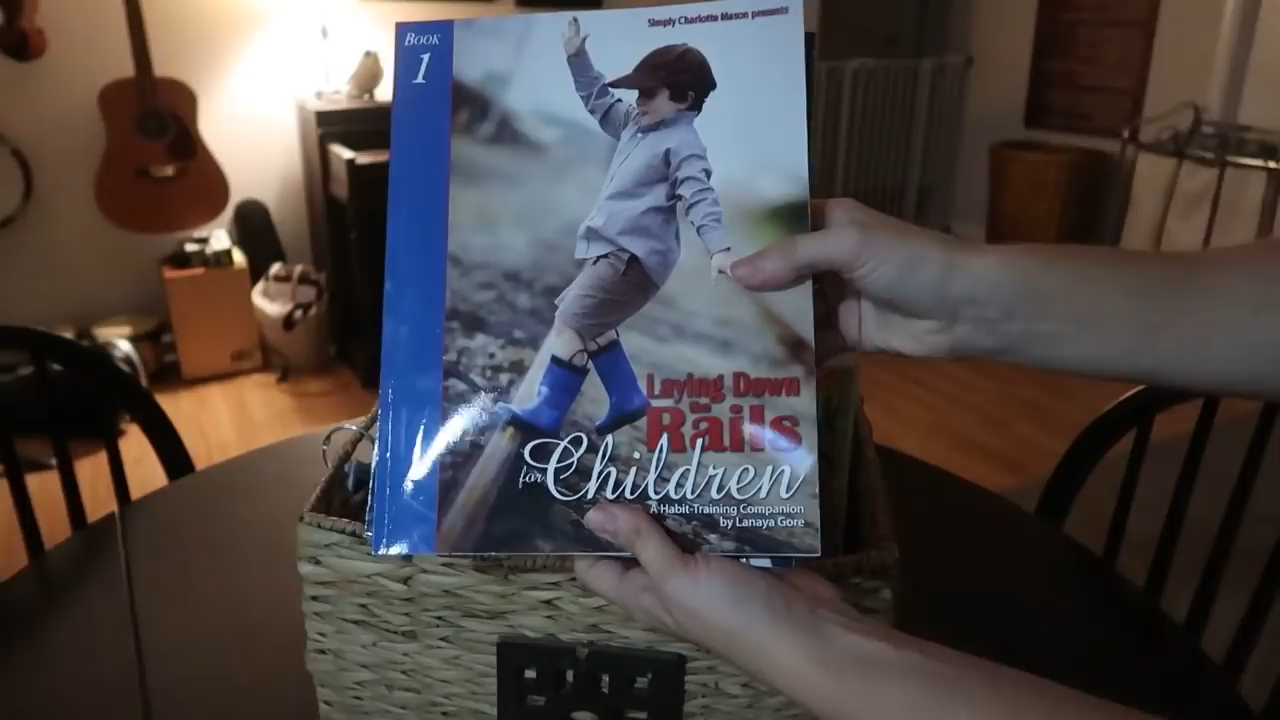 Simply Charlotte Mason presents
Book
1
Laying Down
the
Rails
for Children
A Habit-Training Companion
by Lanaya Gore